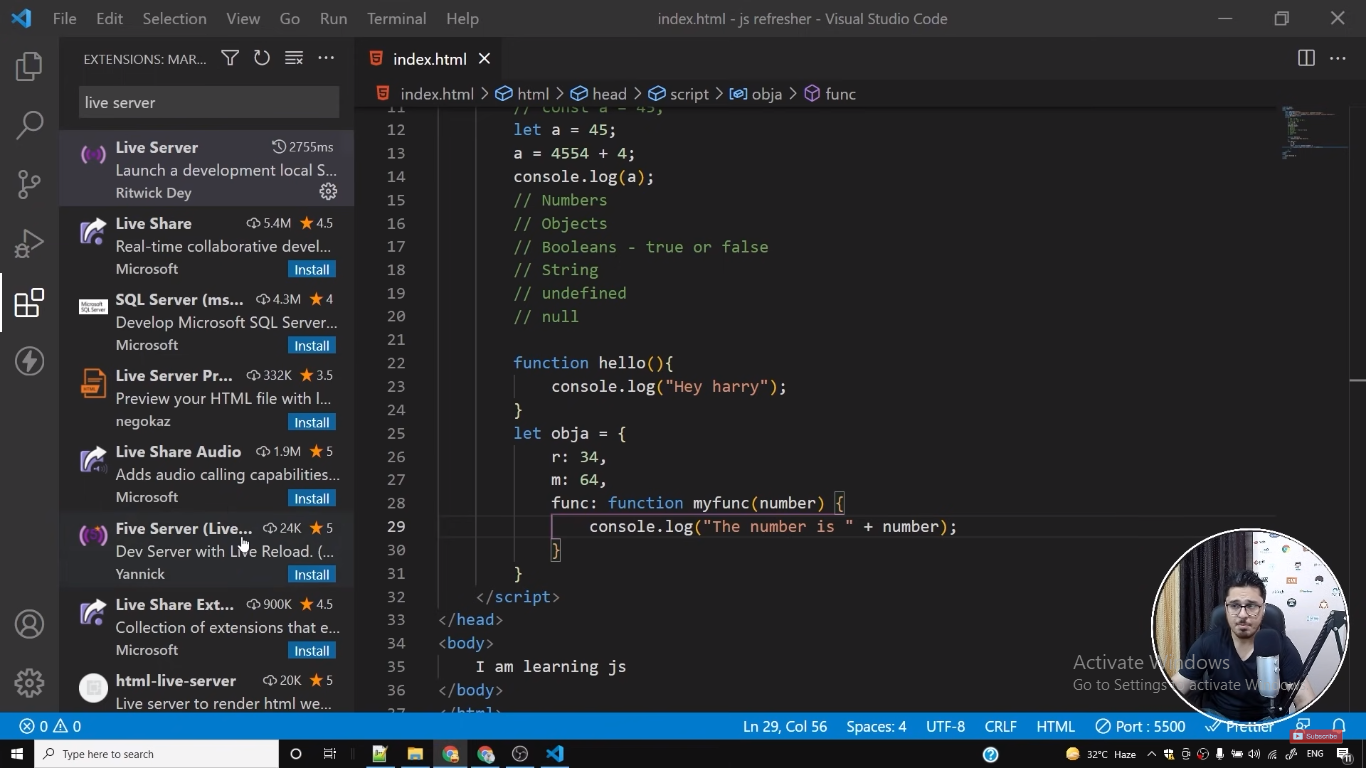 File Edit Selection View Go Run Terminal Help
index.html - js refresher - Visual Studio Code
EXTENSIONS: MAR...
live server
Live Server 2755ms
Launch a development local S...
Ritwick Dey
Live Share 5.4M 4.5
Real-time collaborative devel...
Microsoft Install
SQL Server (ms... 4.3M 4
Develop Microsoft SQL Server...
Microsoft Install
Live Server Pr... 332K 3.5
Preview your HTML file with l...
negokaz Install
Live Share Audio 1.9M 5
Adds audio calling capabilities...
Microsoft Install
Five Server (Live... 24K 5
Dev Server with Live Reload. (...
Yannick Install
Live Share Ext... 900K 4.5
Collection of extensions that e...
Microsoft Install
html-live-server 20K 5
Live server to render html we...
index.html
index.html > html > head > script > obja > func
11 // const a = 45;
12 let a = 45;
13 a = 4554 + 4;
14 console.log(a);
15 // Numbers
16 // Objects
17 // Booleans - true or false
18 // String
19 // undefined
20 // null
21
22 function hello(){
23 console.log("Hey harry");
24 }
25 let obja = {
26 r: 34,
27 m: 64,
28 func: function myfunc(number) {
29 console.log("The number is " + number);
30 }
31 }
32 </script>
33 </head>
34 <body>
35 I am learning js
36 </body>
37 </html>
Activate Windows
Go to Settings to activate Windows.
0 0 Ln 29, Col 56 Spaces: 4 UTF-8 CRLF HTML Port : 5500 Prettier
Subscribe
Type here to search
32°C Haze ENG